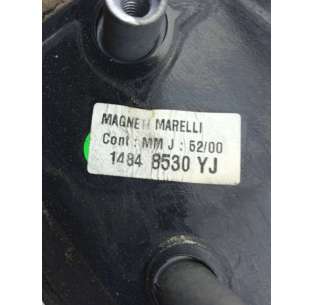 MAGNETI MARELLI
Cont : MM J : 52/00
1484 8530 YJ